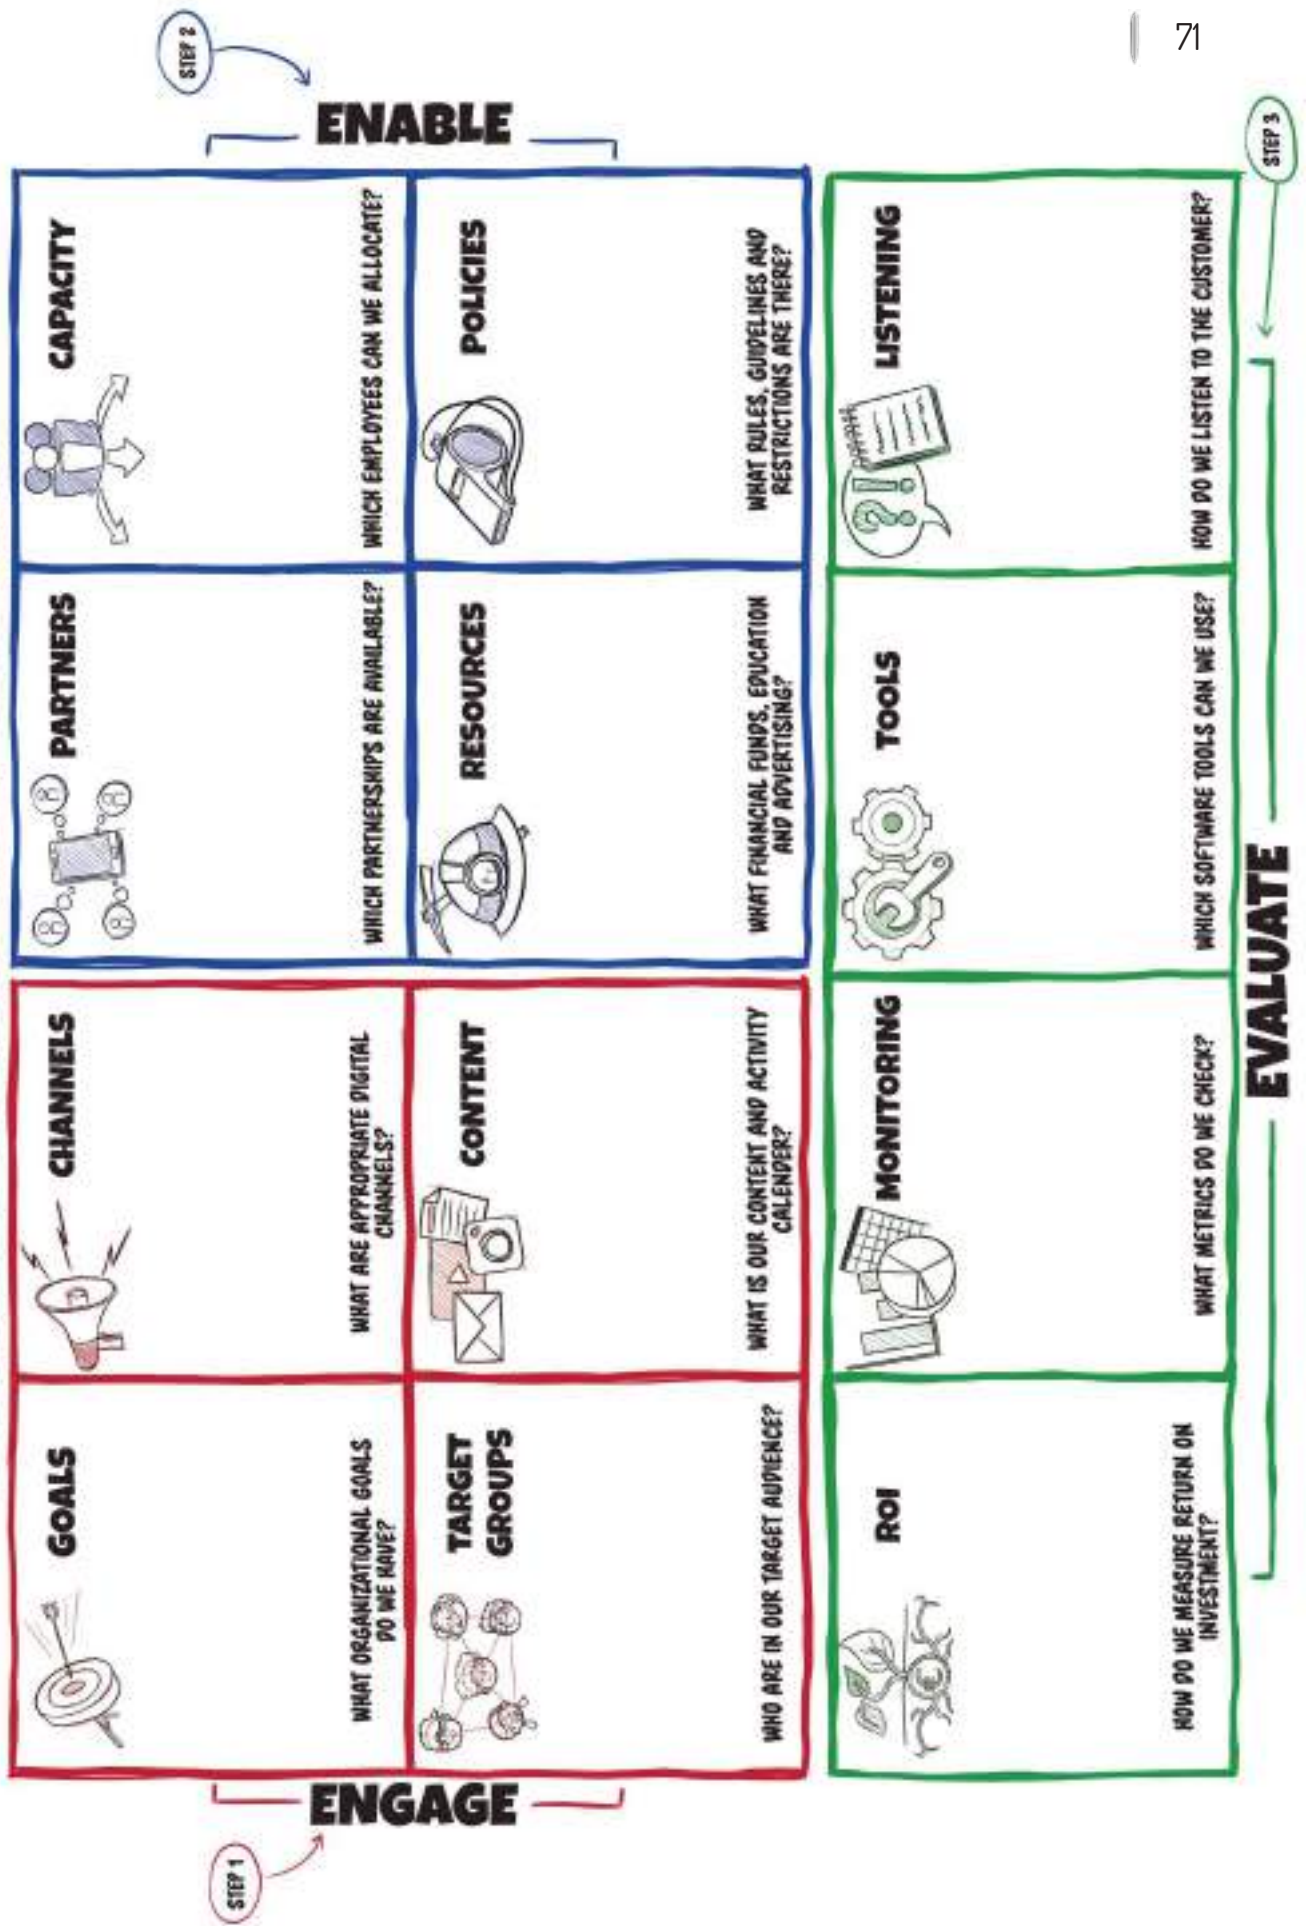 71
STEP 1
ENGAGE
GOALS
WHAT ORGANIZATIONAL GOALS
DO WE HAVE?
CHANNELS
WHAT ARE APPROPRIATE DIGITAL
CHANNELS?
TARGET
GROUPS
WHO ARE IN OUR TARGET AUDIENCE?
CONTENT
WHAT IS OUR CONTENT AND ACTIVITY
CALENDER?
STEP 2
ENABLE
PARTNERS
WHICH PARTNERSHIPS ARE AVAILABLE?
CAPACITY
WHICH EMPLOYEES CAN WE ALLOCATE?
RESOURCES
WHAT FINANCIAL FUNDS, EDUCATION
AND ADVERTISING?
POLICIES
WHAT RULES, GUIDELINES AND
RESTRICTIONS ARE THERE?
STEP 3
EVALUATE
ROI
HOW DO WE MEASURE RETURN ON
INVESTMENT?
MONITORING
WHAT METRICS DO WE CHECK?
TOOLS
WHICH SOFTWARE TOOLS CAN WE USE?
LISTENING
?!
HOW DO WE LISTEN TO THE CUSTOMER?